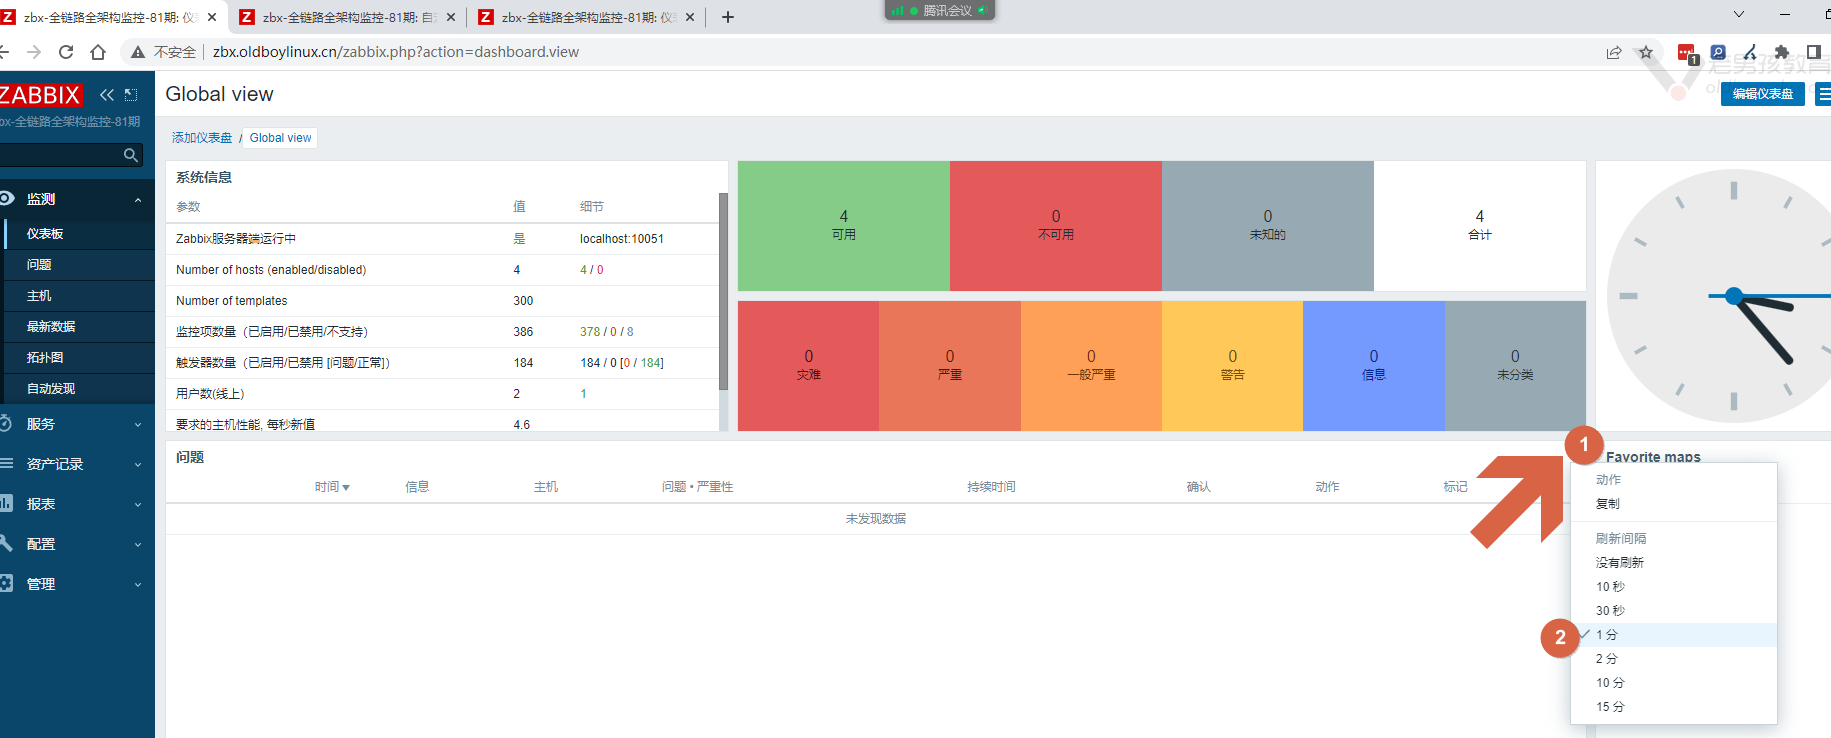 zbx-全链路全架构监控-81期: 仪
zbx-全链路全架构监控-81期: 自
zbx-全链路全架构监控-81期: 仪
腾讯会议
不安全
zbx.oldboylinux.cn/zabbix.php?action=dashboard.view
1
老男孩教育
ZABBIX
Global view
编辑仪表盘
bx-全链路全架构监控-81期
添加仪表盘 / Global view
监测
仪表板
问题
主机
最新数据
拓扑图
自动发现
服务
资产记录
报表
配置
管理
系统信息
参数 值 细节
Zabbix服务器端运行中 是 localhost:10051
Number of hosts (enabled/disabled) 4 4 / 0
Number of templates 300
监控项数量（已启用/已禁用/不支持） 386 378 / 0 / 8
触发器数量（已启用/已禁用 [问题/正常]） 184 184 / 0 [0 / 184]
用户数(线上) 2 1
要求的主机性能, 每秒新值 4.6
4 0 0 4
可用 不可用 未知的 合计
0 0 0 0 0 0
灾难 严重 一般严重 警告 信息 未分类
问题
时间 信息 主机 问题 • 严重性 持续时间 确认 动作 标记
未发现数据
1
Favorite maps
动作
复制
刷新间隔
没有刷新
10 秒
30 秒
2
1 分
2 分
10 分
15 分